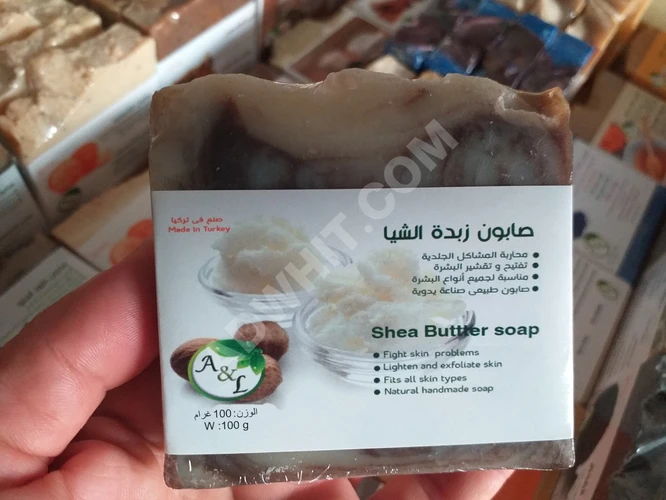 صابون زبدة الشيا
صنع في تركيا
Made in Turkey
محاربة المشاكل الجلدية
تفتيح و تقشير البشرة
مناسبة لجميع أنواع البشرة
صابون طبيعي صناعة يدوية
Shea Buttter soap
Fight skin problems
Lighten and exfoliate skin
Fits all skin types
Natural handmade soap
A&L
الوزن: 100 غرام
W :100 g
DWHIT.COM